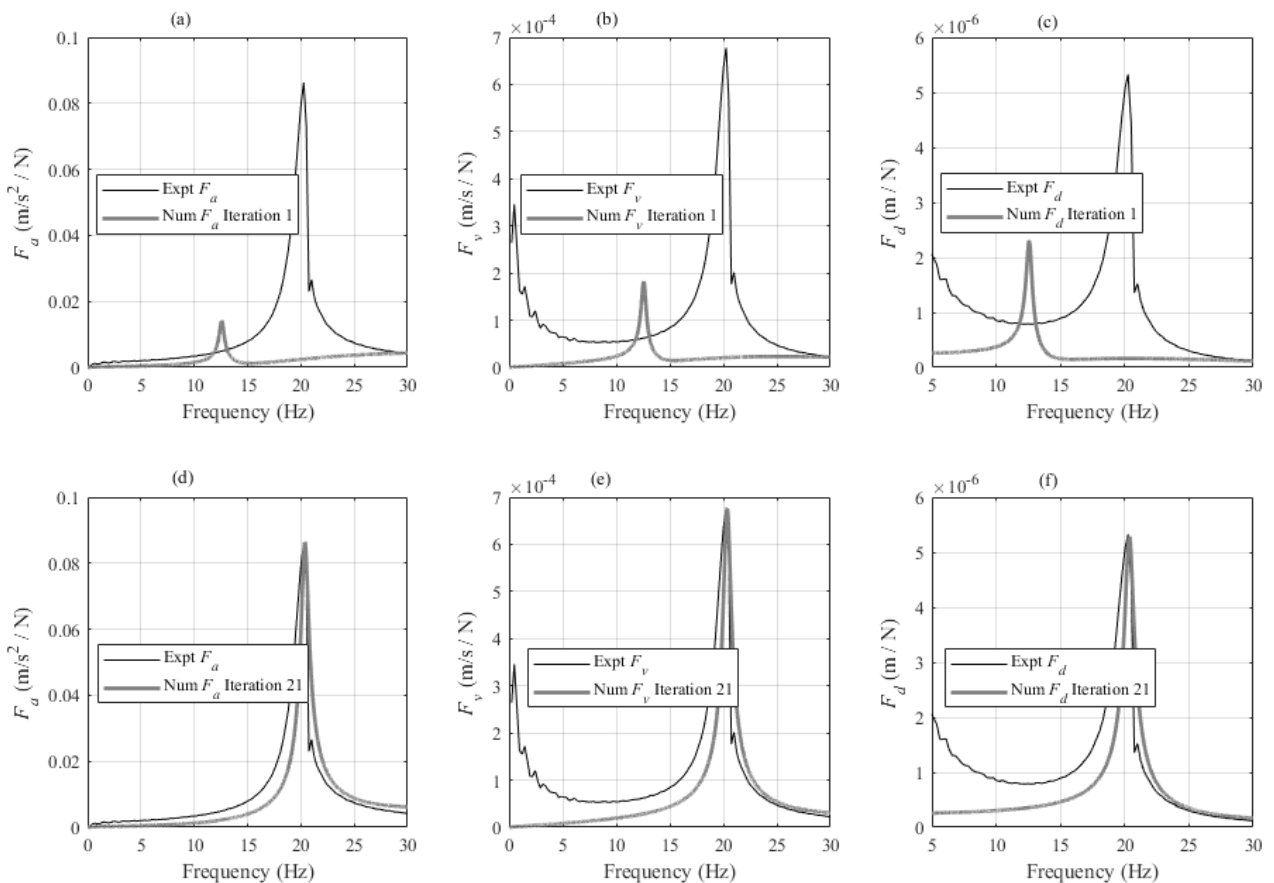 (a)
0.1
0.08
0.06
0.04
0.02
0
F_a (m/s^2 / N)
Expt F_a
Num F_a Iteration 1
0 5 10 15 20 25 30
Frequency (Hz)
(b)
×10^-4
7
6
5
4
3
2
1
0
F_v (m/s / N)
Expt F_v
Num F_v Iteration 1
0 5 10 15 20 25 30
Frequency (Hz)
(c)
×10^-6
6
5
4
3
2
1
0
F_d (m / N)
Expt F_d
Num F_d Iteration 1
5 10 15 20 25 30
Frequency (Hz)
(d)
0.1
0.08
0.06
0.04
0.02
0
F_a (m/s^2 / N)
Expt F_a
Num F_a Iteration 21
0 5 10 15 20 25 30
Frequency (Hz)
(e)
×10^-4
7
6
5
4
3
2
1
0
F_v (m/s / N)
Expt F_v
Num F_v Iteration 21
0 5 10 15 20 25 30
Frequency (Hz)
(f)
×10^-6
6
5
4
3
2
1
0
F_d (m / N)
Expt F_d
Num F_d Iteration 21
5 10 15 20 25 30
Frequency (Hz)